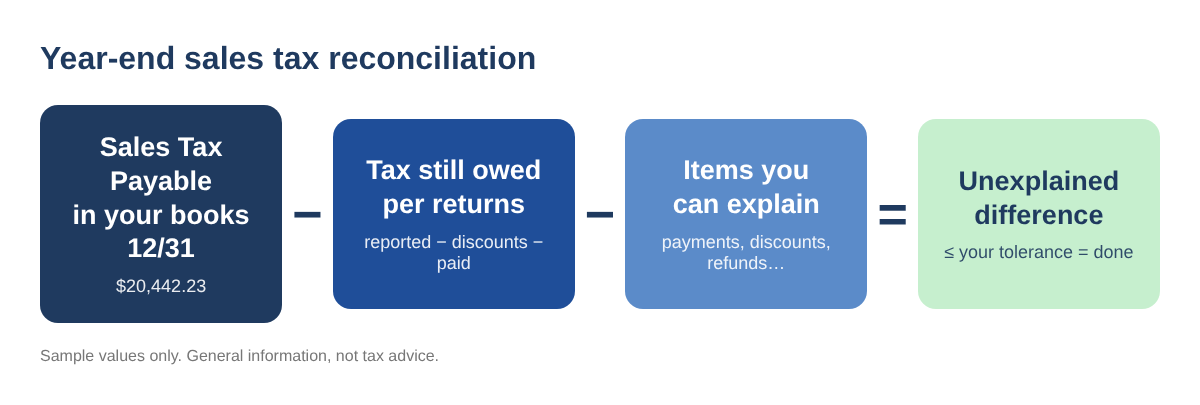 Year-end sales tax reconciliation
Sales Tax
Payable
in your books
12/31
$20,442.23
−
Tax still owed
per returns
reported − discounts −
paid
−
Items you
can explain
payments, discounts,
refunds…
=
Unexplained
difference
≤ your tolerance = done
Sample values only. General information, not tax advice.